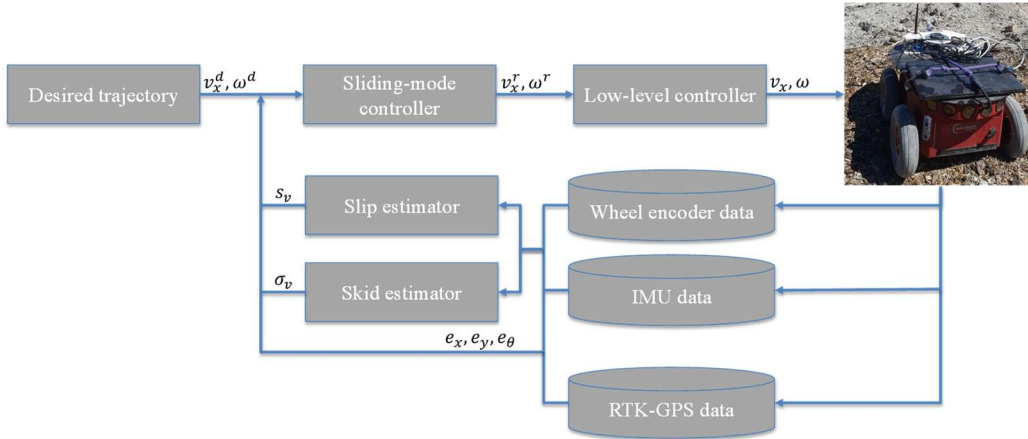 Desired trajectory
v_x^d, ω^d
Sliding-mode
controller
v_x^r, ω^r
Low-level controller
v_x, ω
s_v
Slip estimator
Wheel encoder data
σ_v
Skid estimator
IMU data
e_x, e_y, e_θ
RTK-GPS data